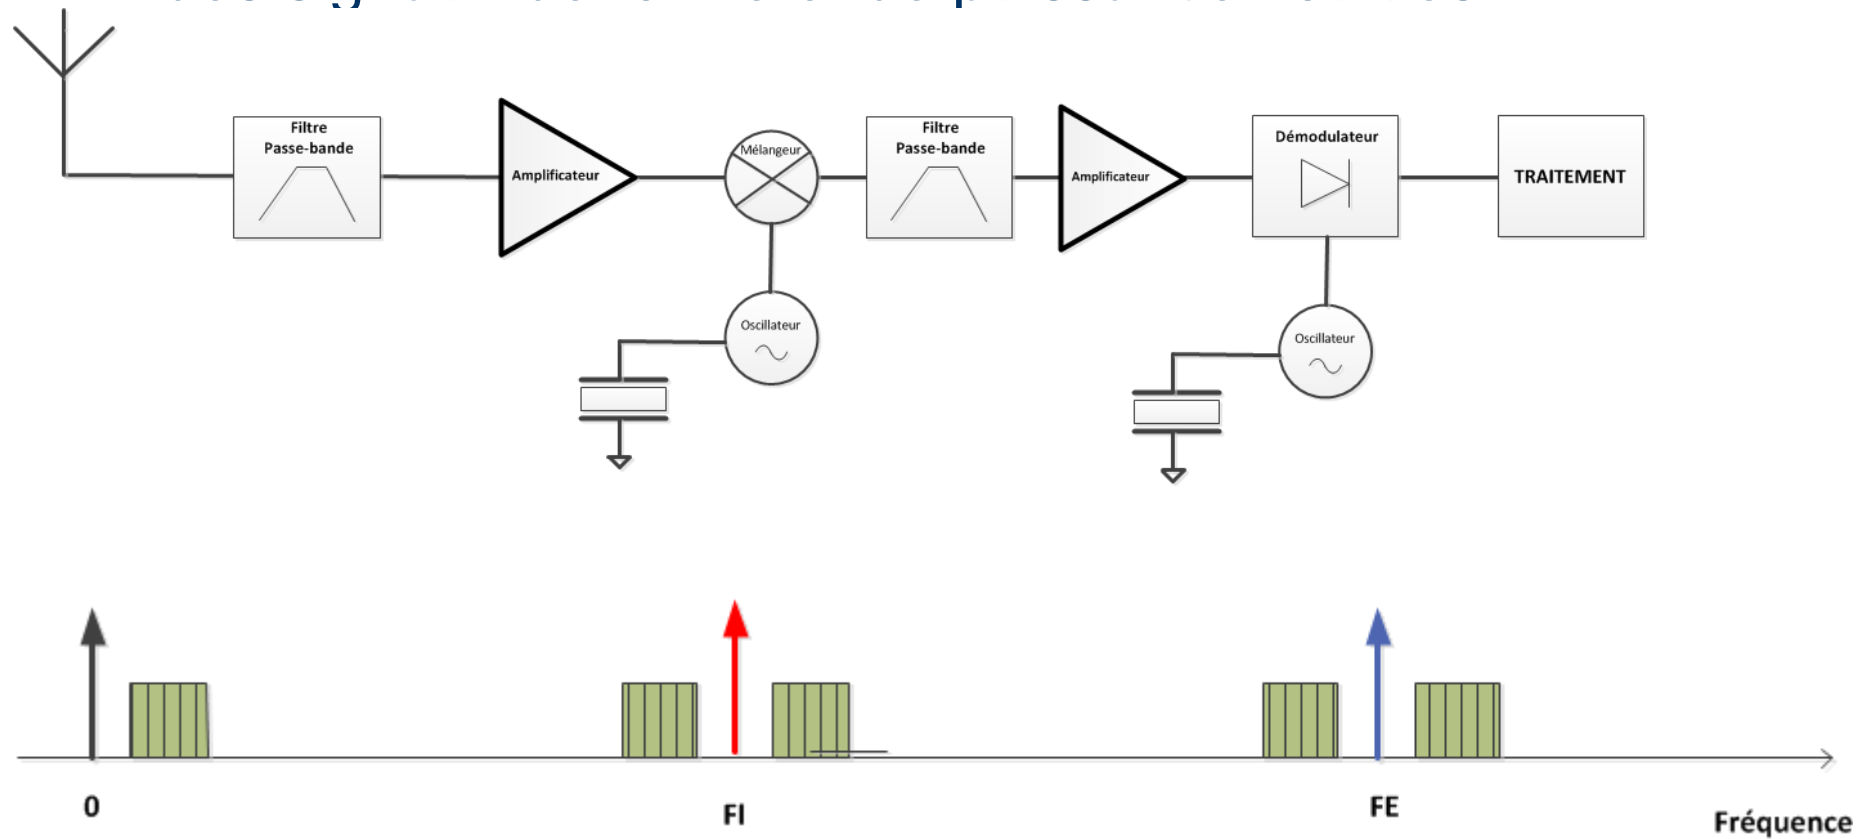 Filtre
Passe-bande
Amplificateur
Mélangeur
Filtre
Passe-bande
Amplificateur
Démodulateur
TRAITEMENT
Oscillateur
Oscillateur
0
FI
FE
Fréquence